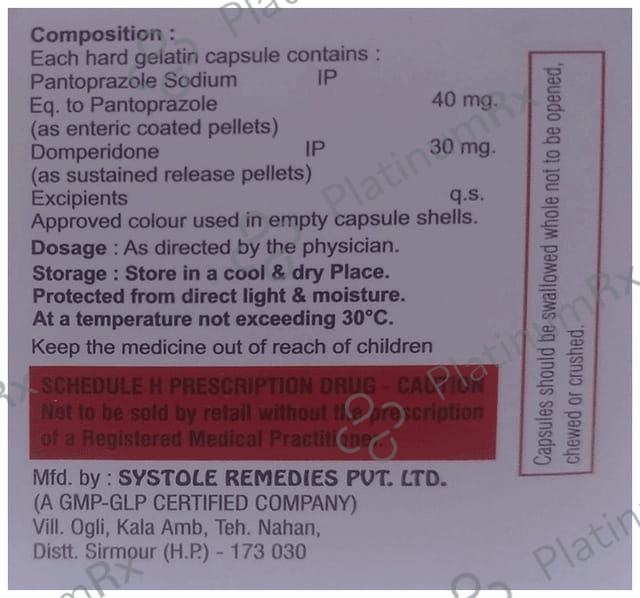 Composition :
Each hard gelatin capsule contains :
Pantoprazole Sodium IP
Eq. to Pantoprazole 40 mg.
(as enteric coated pellets)
Domperidone IP 30 mg.
(as sustained release pellets)
Excipients q.s.
Approved colour used in empty capsule shells.
Dosage : As directed by the physician.
Storage : Store in a cool & dry Place.
Protected from direct light & moisture.
At a temperature not exceeding 30°C.
Keep the medicine out of reach of children
SCHEDULE H PRESCRIPTION DRUG - CAUTION
Not to be sold by retail without the prescription
of a Registered Medical Practitioner.
Mfd. by : SYSTOLE REMEDIES PVT. LTD.
(A GMP-GLP CERTIFIED COMPANY)
Vill. Ogli, Kala Amb, Teh. Nahan,
Distt. Sirmour (H.P.) - 173 030
Capsules should be swallowed whole not to be opened,
chewed or crushed.
PlatinumRx